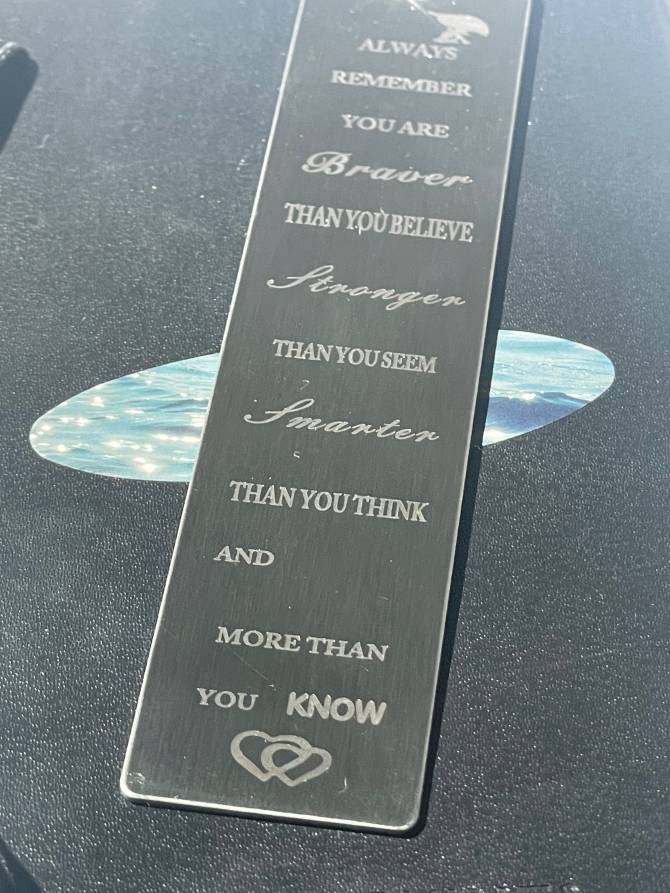 ALWAYS
REMEMBER
YOU ARE
Braver
THAN YOU BELIEVE
Stronger
THAN YOU SEEM
Smarter
THAN YOU THINK
AND
MORE THAN
YOU KNOW